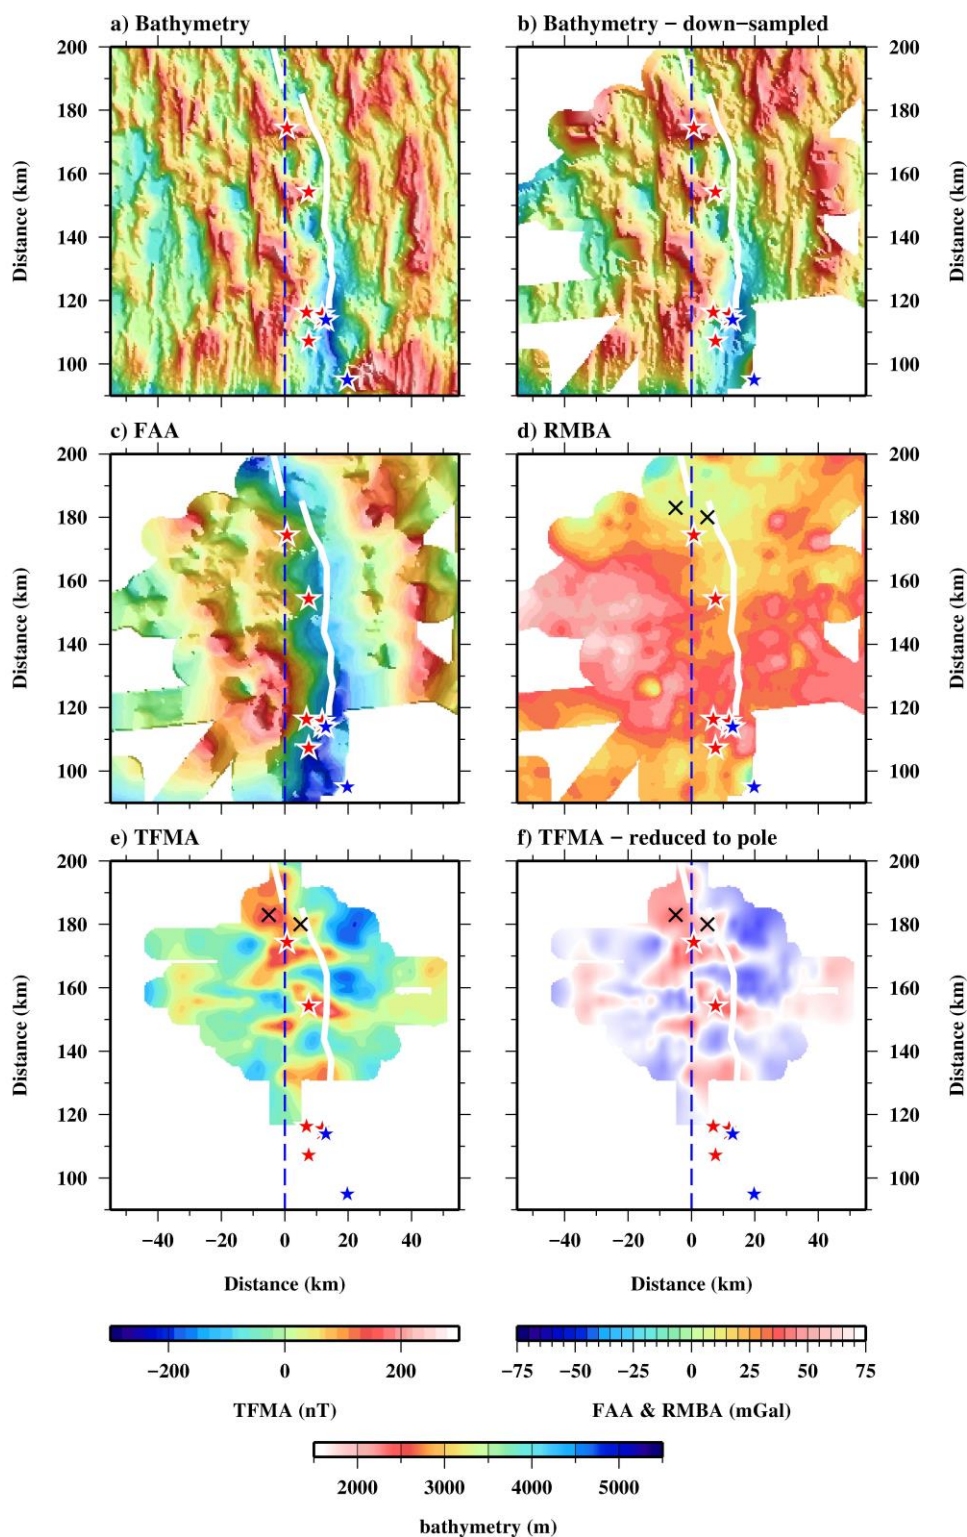 a) Bathymetry
b) Bathymetry – down–sampled
200
180
160
140
120
100
Distance (km)
Distance (km)
200
180
160
140
120
100
c) FAA
d) RMBA
200
180
160
140
120
100
Distance (km)
Distance (km)
200
180
160
140
120
100
e) TFMA
f) TFMA – reduced to pole
200
180
160
140
120
100
Distance (km)
Distance (km)
200
180
160
140
120
100
−40 −20 0 20 40
−40 −20 0 20 40
Distance (km)
Distance (km)
−200 0 200
−75 −50 −25 0 25 50 75
TFMA (nT)
FAA & RMBA (mGal)
2000 3000 4000 5000
bathymetry (m)